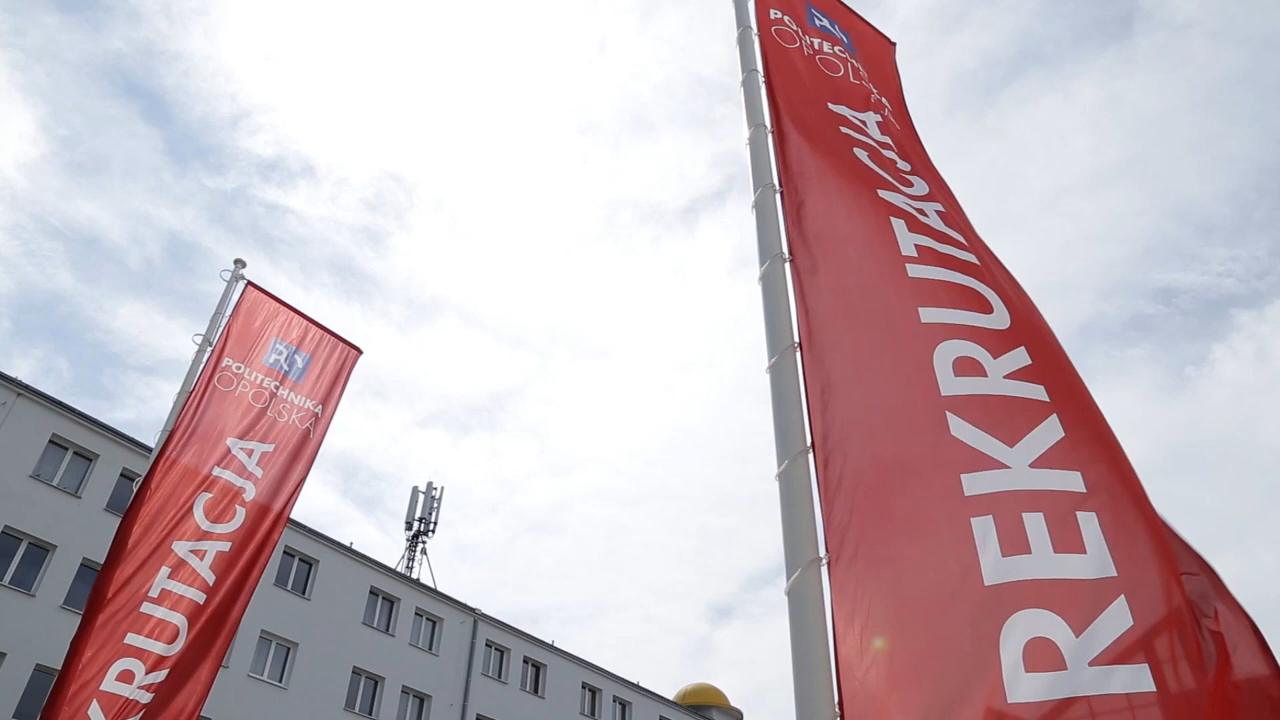 POLITECHNIKA
OPOLSKA
KRUTACJA
POLITECHNIKA
OPOLSKA
REKRUTACJA